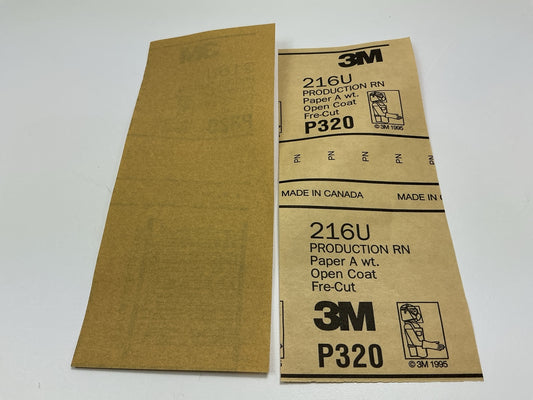 3M
216U
PRODUCTION RN
Paper A wt.
Open Coat
Fre-Cut
P320
© 3M 1995
PN PN PN PN PN
MADE IN CANADA MADE IN
216U
PRODUCTION RN
Paper A wt.
Open Coat
Fre-Cut
3M
P320
© 3M 1995